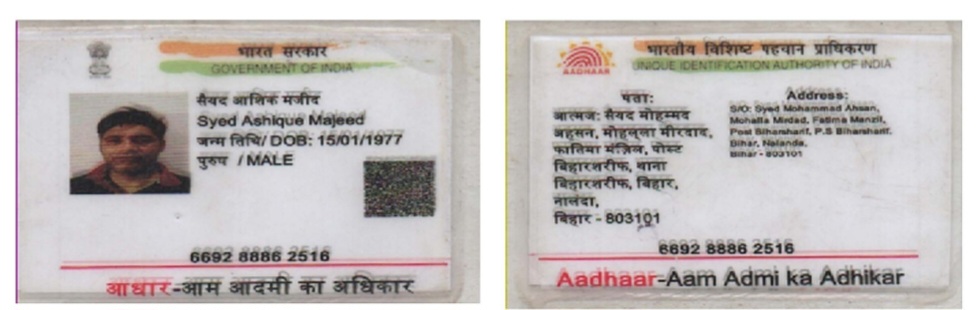 भारत सरकार
GOVERNMENT OF INDIA
सैयद आशिक मजीद
Syed Ashique Majeed
जन्म तिथि/ DOB: 15/01/1977
पुरुष / MALE
6692 8886 2516
आधार-आम आदमी का अधिकार
भारतीय विशिष्ट पहचान प्राधिकरण
UNIQUE IDENTIFICATION AUTHORITY OF INDIA
AADHAAR
पता:
आत्मज: सैयद मोहम्मद
अहसन, मोहल्ला मीरदाद,
फातिमा मंज़िल, पोस्ट
बिहारशरीफ, थाना
बिहारशरीफ, बिहार,
नालंदा,
बिहार - 803101
Address:
S/O: Syed Mohammad Ahsan,
Mohalla Mirdad, Fatima Manzil,
Post Biharsharif, P.S Biharsharif,
Bihar, Nalanda,
Bihar - 803101
6692 8886 2516
Aadhaar-Aam Admi ka Adhikar